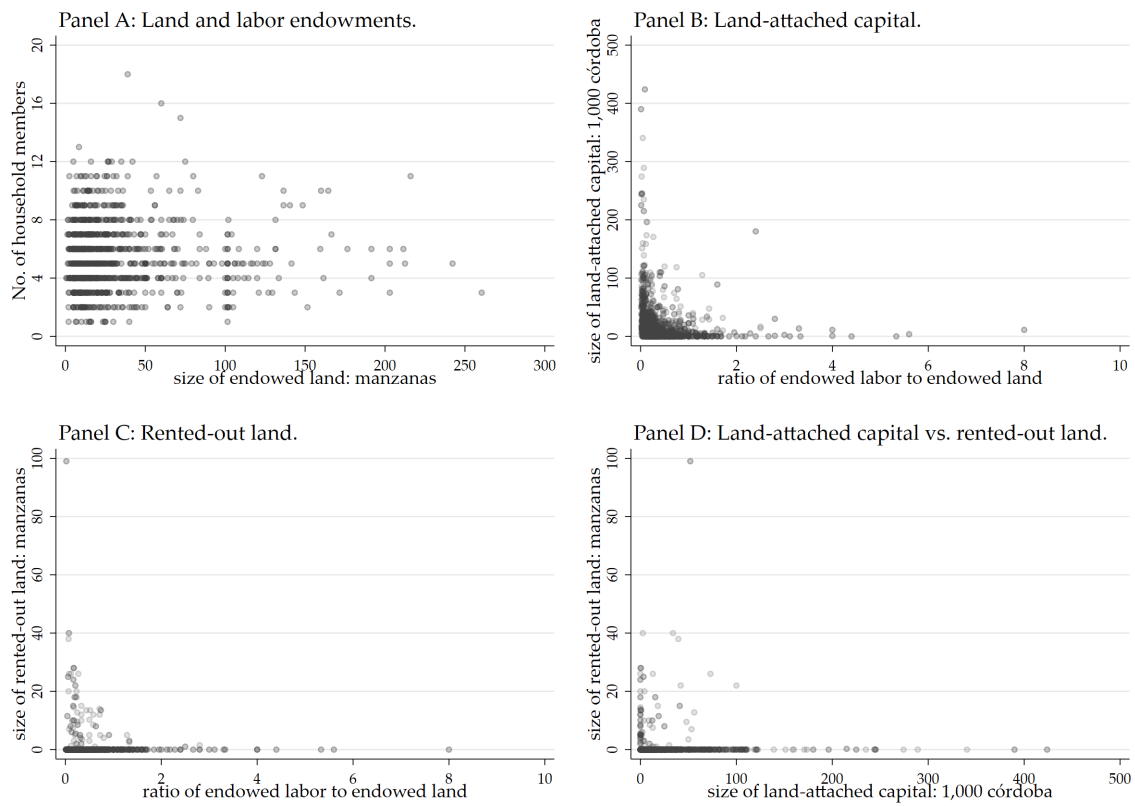 Panel A: Land and labor endowments.
No. of household members
20
16
12
8
4
0
0 50 100 150 200 250 300
size of endowed land: manzanas
Panel B: Land-attached capital.
size of land-attached capital: 1,000 córdoba
500
400
300
200
100
0
0 2 4 6 8 10
ratio of endowed labor to endowed land
Panel C: Rented-out land.
size of rented-out land: manzanas
100
80
60
40
20
0
0 2 4 6 8 10
ratio of endowed labor to endowed land
Panel D: Land-attached capital vs. rented-out land.
size of rented-out land: manzanas
100
80
60
40
20
0
0 100 200 300 400 500
size of land-attached capital: 1,000 córdoba